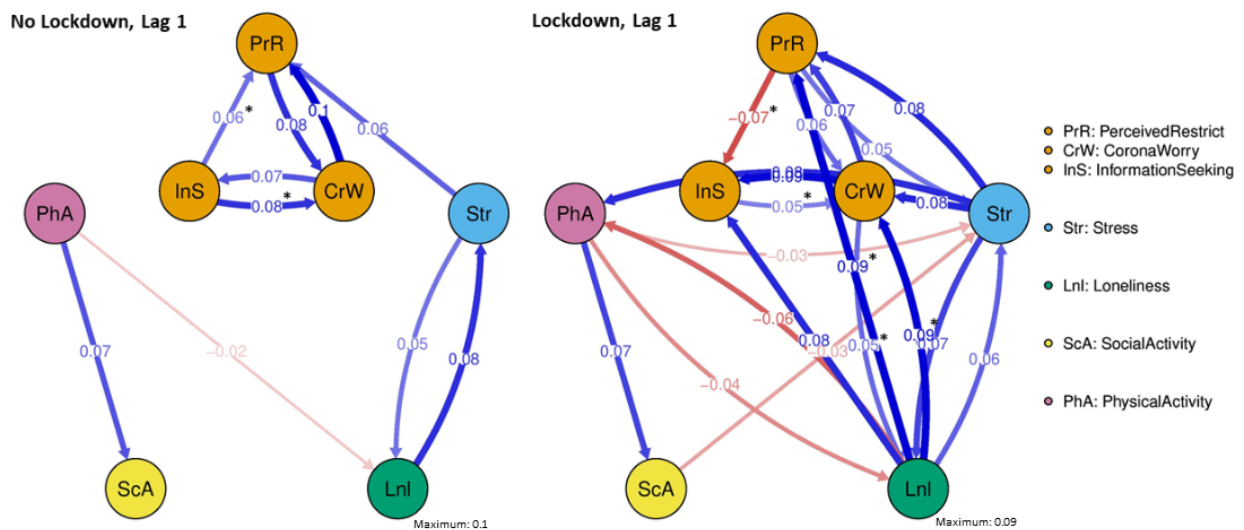 No Lockdown, Lag 1
PrR
0.06*
0.08
0.1
0.06
InS
0.07
0.08*
CrW
PhA
Str
0.07
-0.02
0.05
0.08
ScA
Lnl
Maximum: 0.1
Lockdown, Lag 1
PrR
-0.07*
0.06
0.07
0.08
0.05
InS
0.09
0.05*
CrW
0.08
PhA
Str
-0.03
0.09*
-0.06
0.08
0.05*
-0.03
0.09*
0.07
0.06
0.07
-0.04
ScA
Lnl
Maximum: 0.09
PrR: PerceivedRestrict
CrW: CoronaWorry
InS: InformationSeeking
Str: Stress
Lnl: Loneliness
ScA: SocialActivity
PhA: PhysicalActivity